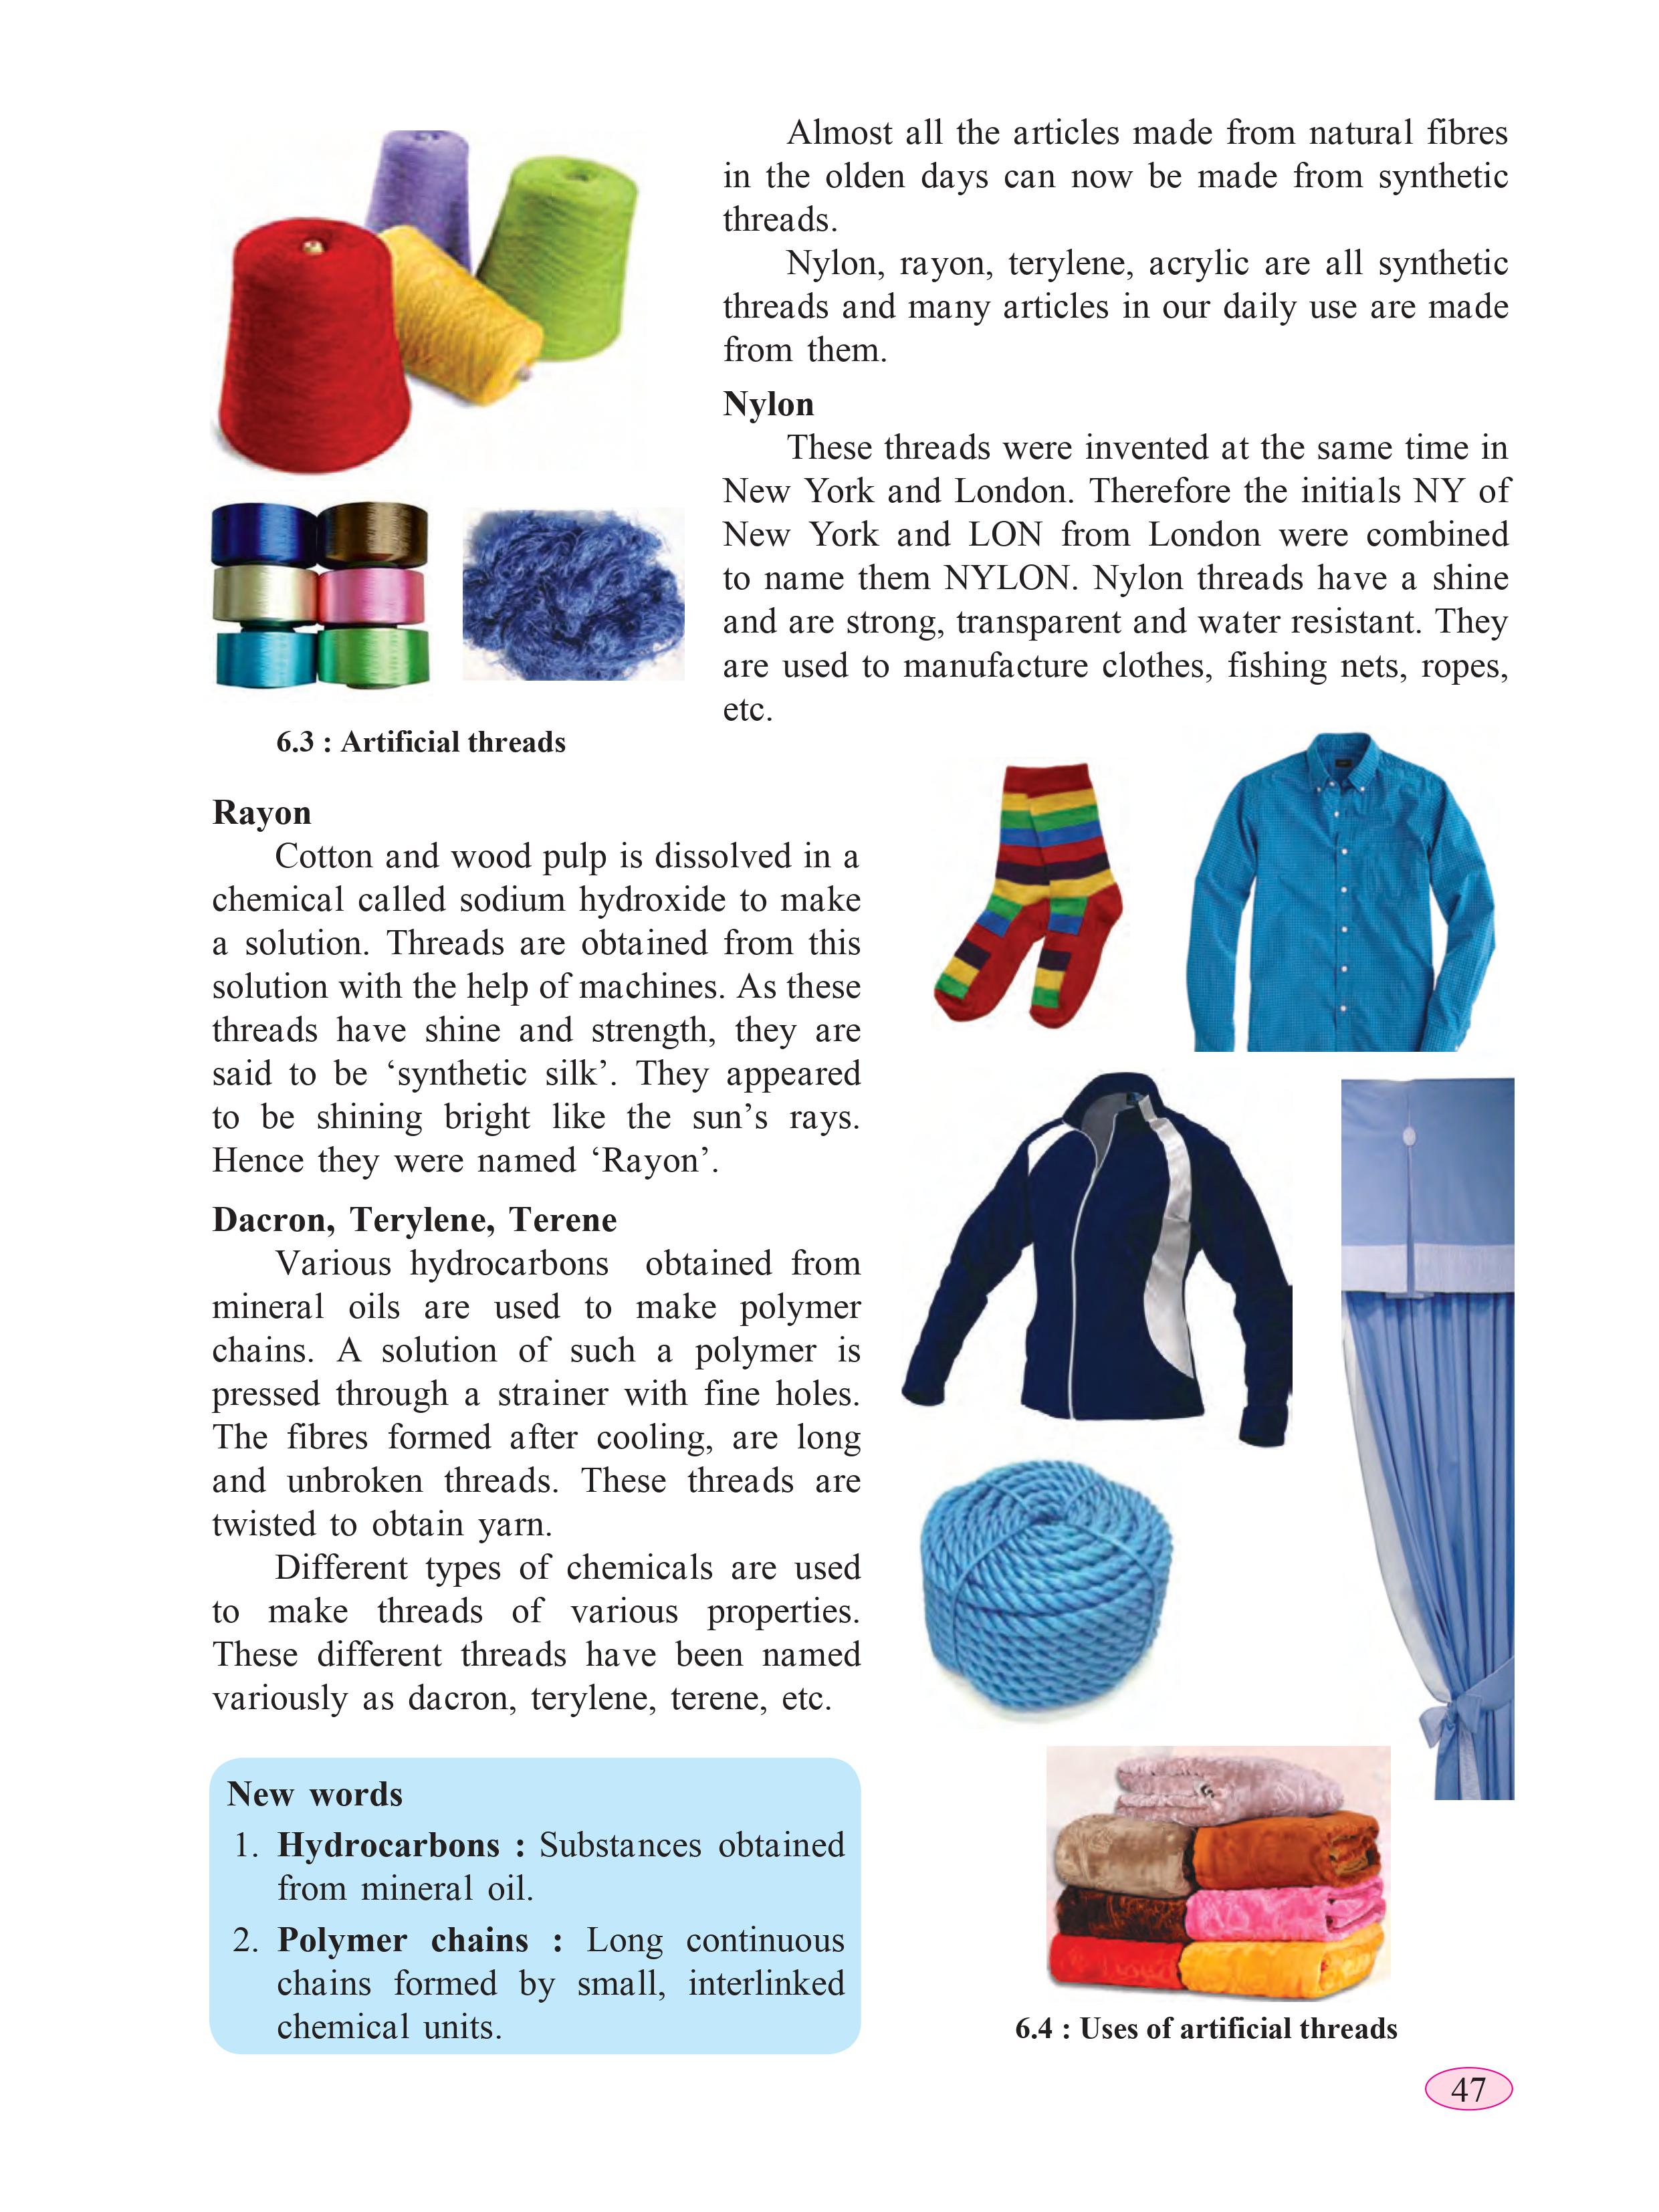 Almost all the articles made from natural fibres
in the olden days can now be made from synthetic
threads.
Nylon, rayon, terylene, acrylic are all synthetic
threads and many articles in our daily use are made
from them.
Nylon
These threads were invented at the same time in
New York and London. Therefore the initials NY of
New York and LON from London were combined
to name them NYLON. Nylon threads have a shine
and are strong, transparent and water resistant. They
are used to manufacture clothes, fishing nets, ropes,
etc.
6.3 : Artificial threads
Rayon
Cotton and wood pulp is dissolved in a
chemical called sodium hydroxide to make
a solution. Threads are obtained from this
solution with the help of machines. As these
threads have shine and strength, they are
said to be ‘synthetic silk’. They appeared
to be shining bright like the sun’s rays.
Hence they were named ‘Rayon’.
Dacron, Terylene, Terene
Various hydrocarbons obtained from
mineral oils are used to make polymer
chains. A solution of such a polymer is
pressed through a strainer with fine holes.
The fibres formed after cooling, are long
and unbroken threads. These threads are
twisted to obtain yarn.
Different types of chemicals are used
to make threads of various properties.
These different threads have been named
variously as dacron, terylene, terene, etc.
New words
1. Hydrocarbons : Substances obtained
from mineral oil.
2. Polymer chains : Long continuous
chains formed by small, interlinked
chemical units.
6.4 : Uses of artificial threads
47